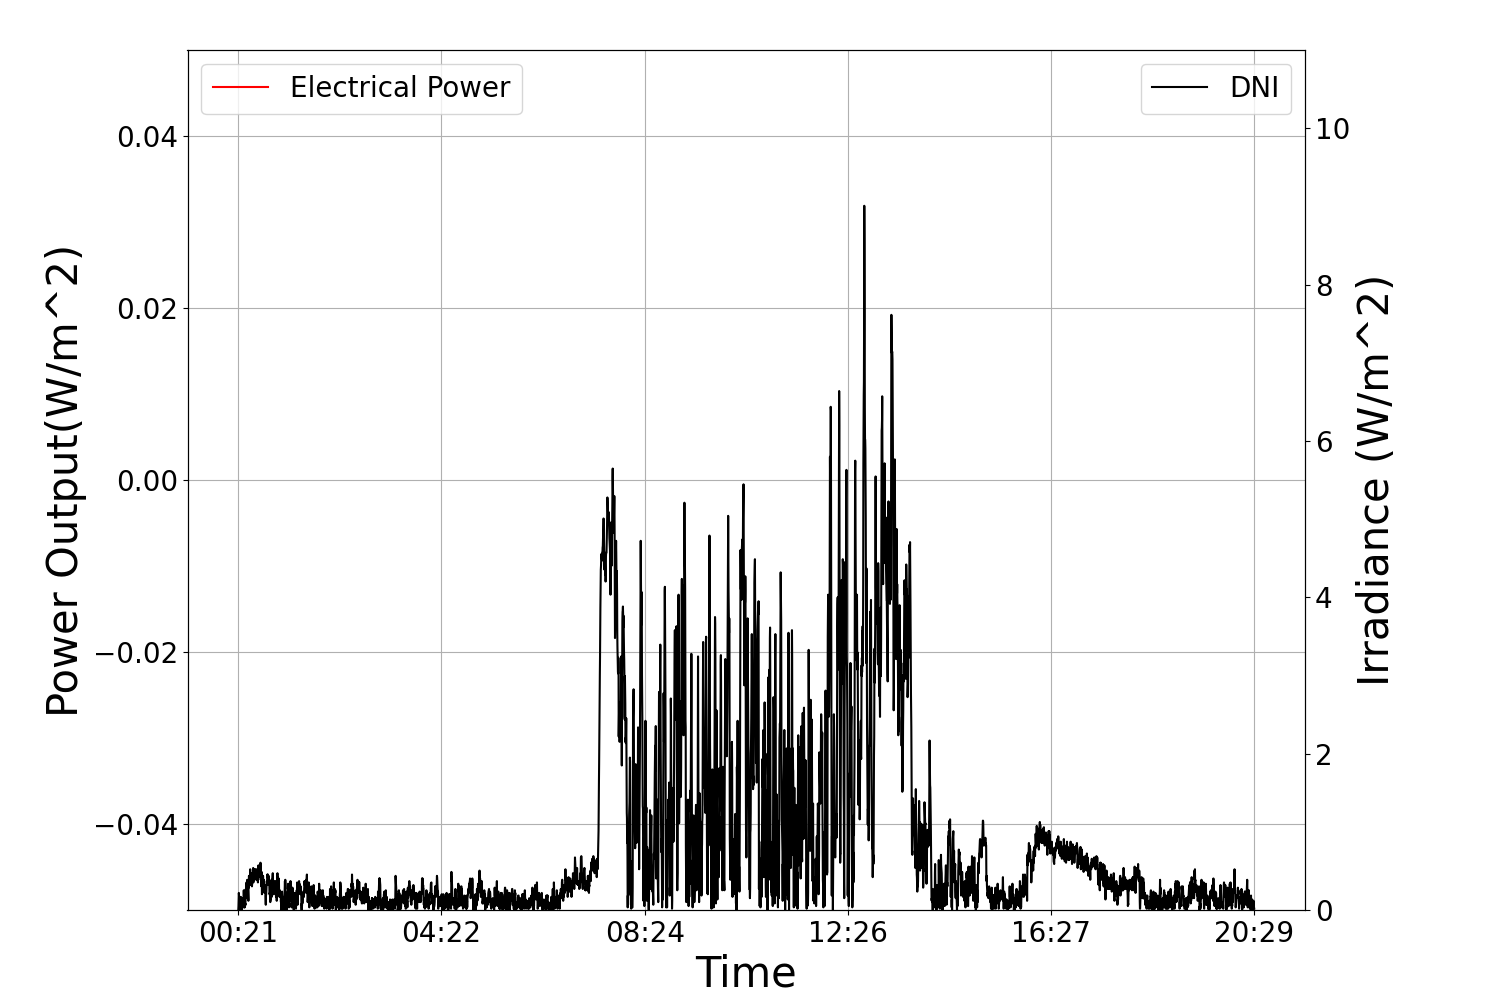 Electrical Power
DNI
0.04
0.02
0.00
−0.02
−0.04
Power Output(W/m^2)
10
8
6
4
2
0
Irradiance (W/m^2)
00:21 04:22 08:24 12:26 16:27 20:29
Time